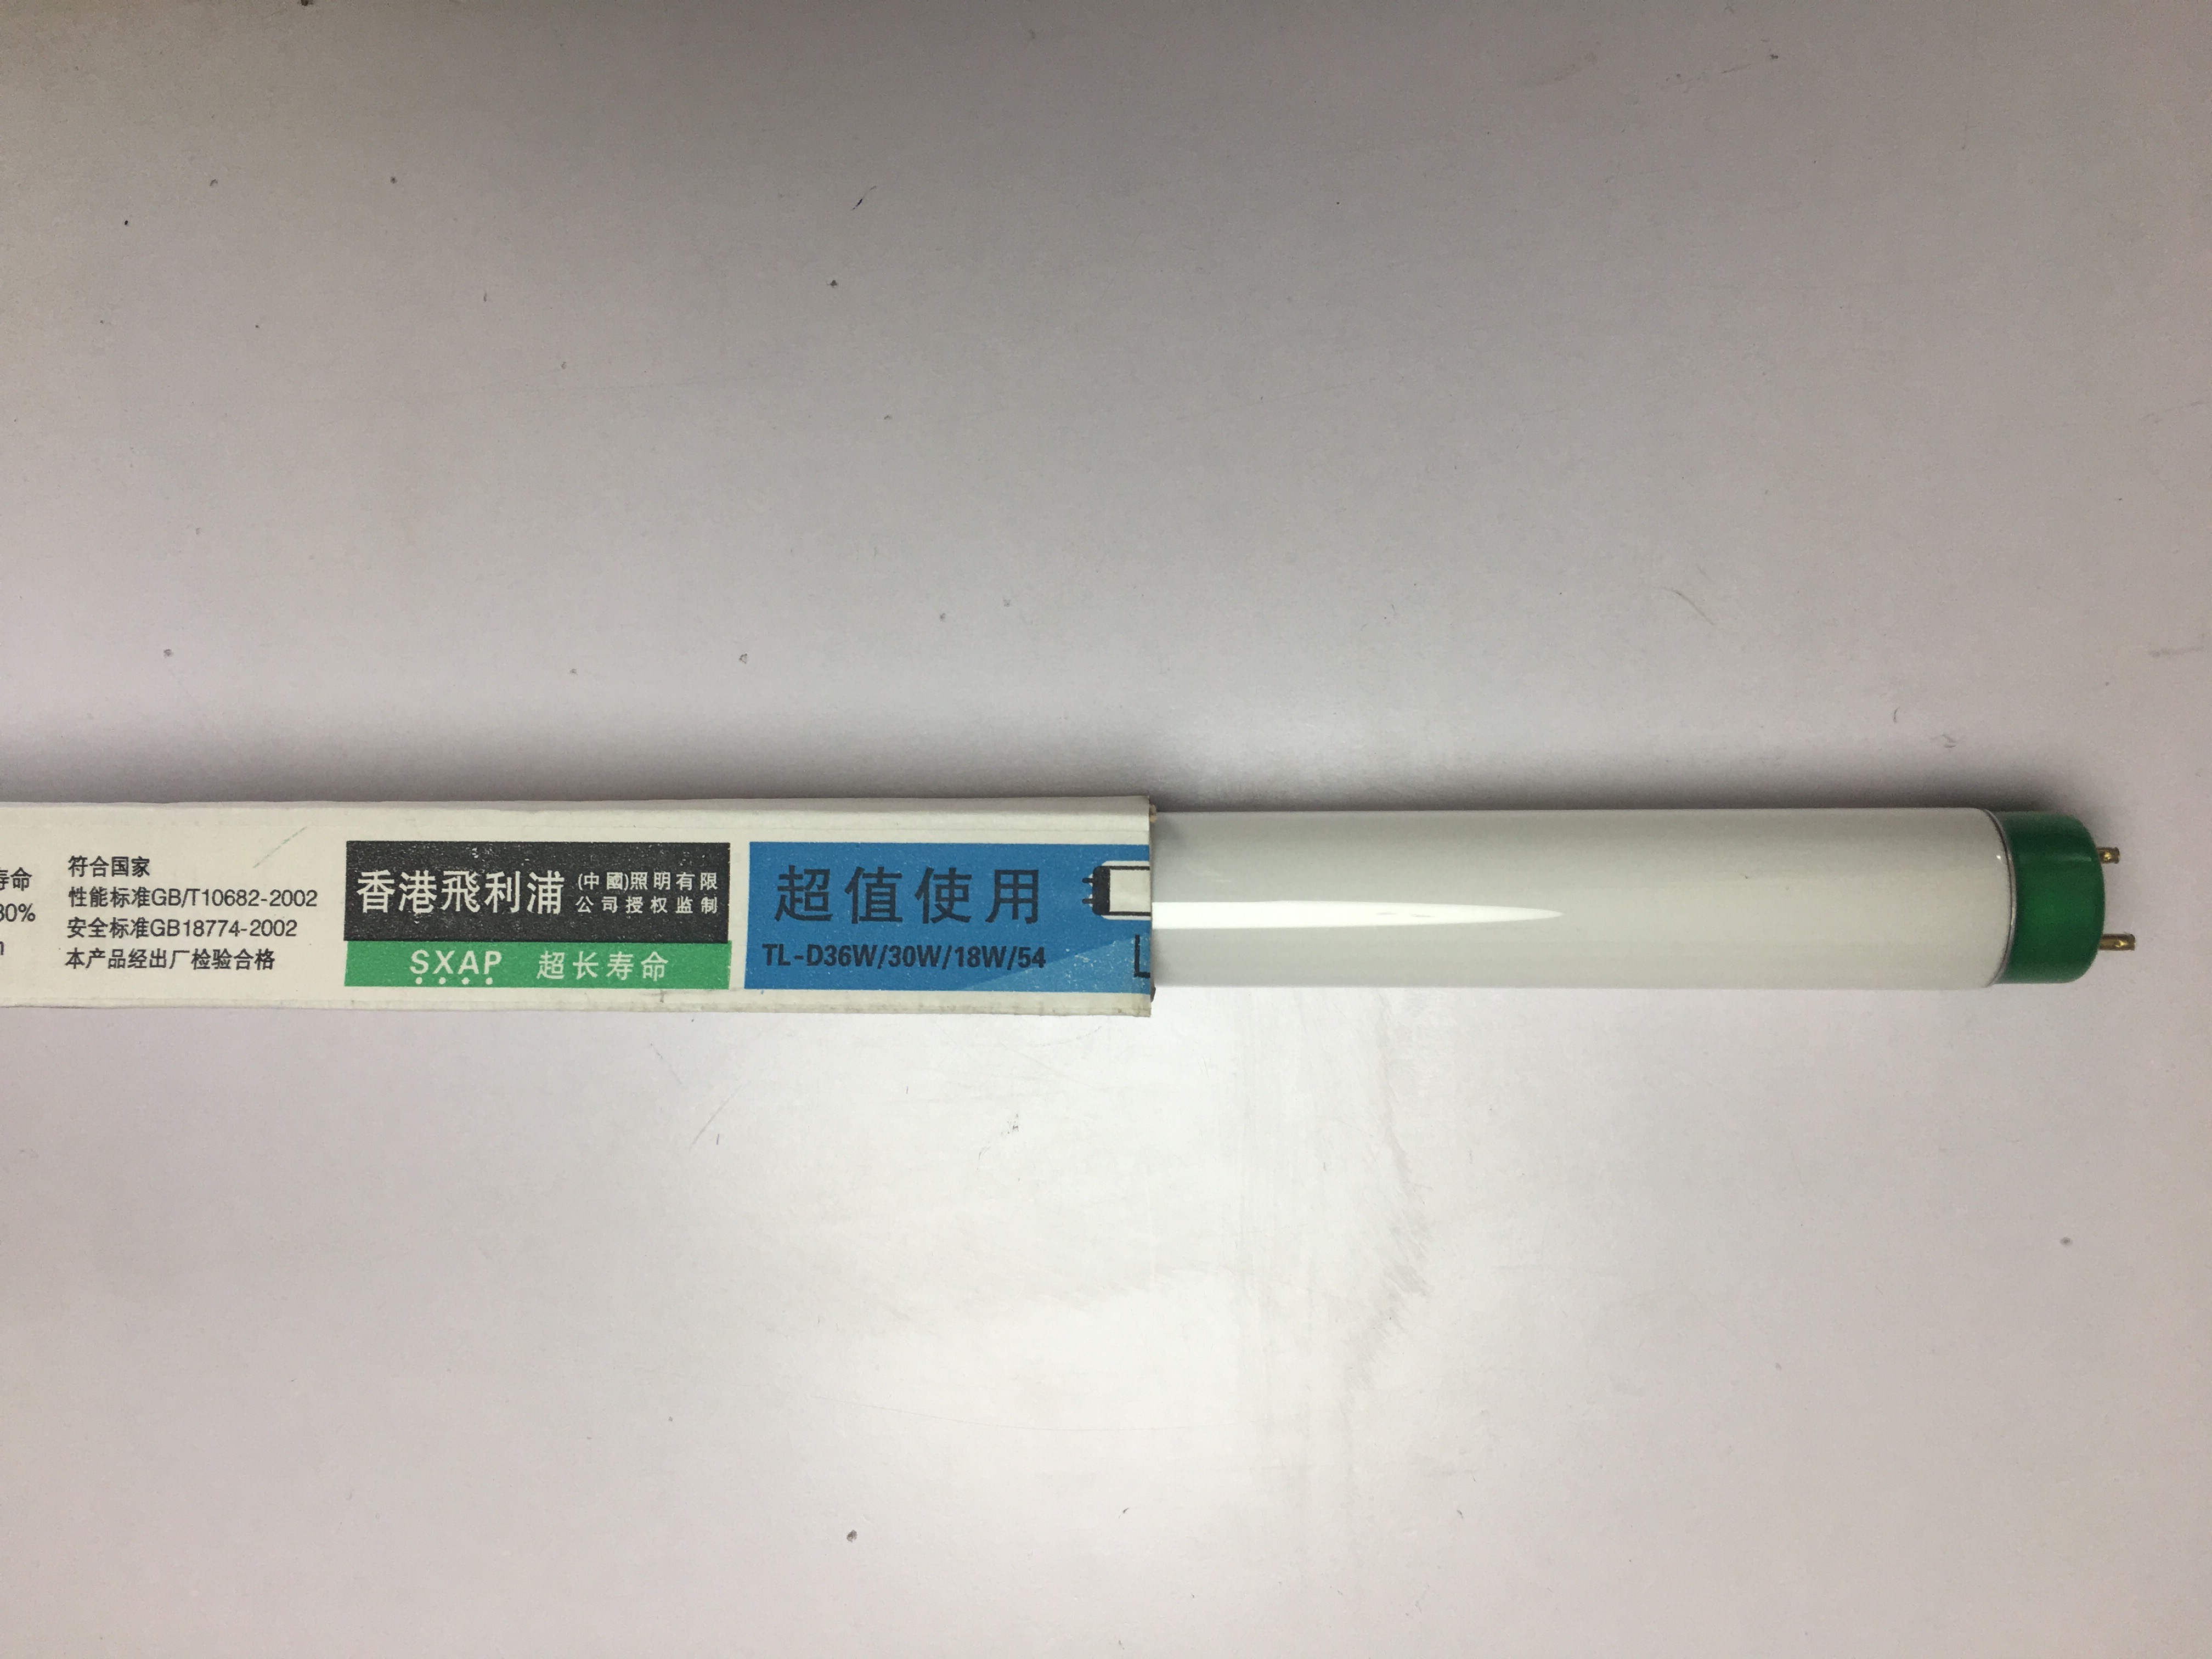 寿命
30%
符合国家
性能标准GB/T10682-2002
安全标准GB18774-2002
本产品经出厂检验合格
香港飛利浦
(中國)照明有限
公司授权监制
SXAP 超长寿命
超值使用
TL-D36W/30W/18W/54